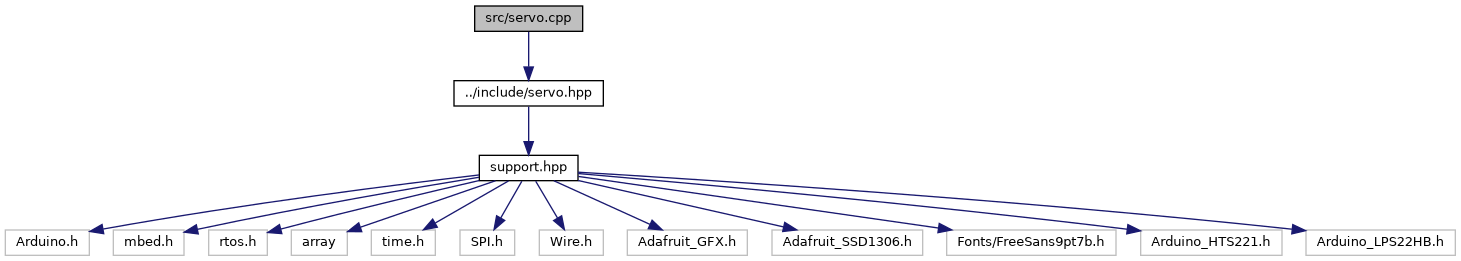 src/servo.cpp
../include/servo.hpp
support.hpp
Arduino.h
mbed.h
rtos.h
array
time.h
SPI.h
Wire.h
Adafruit_GFX.h
Adafruit_SSD1306.h
Fonts/FreeSans9pt7b.h
Arduino_HTS221.h
Arduino_LPS22HB.h